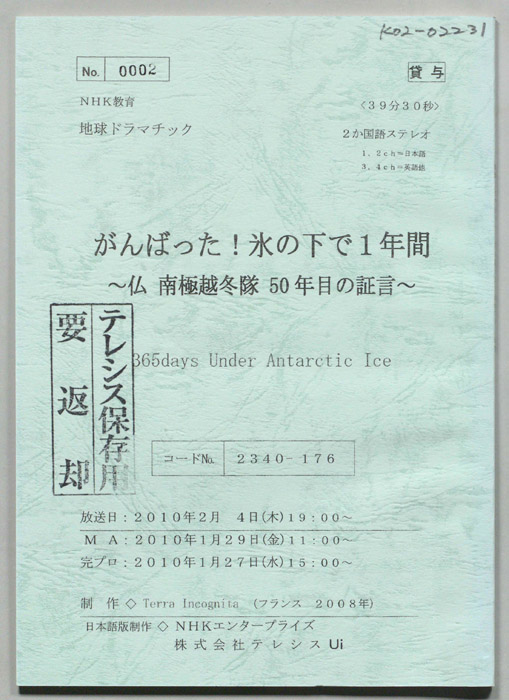 K02-02231
No. 0002
貸与
NHK教育
〈39分30秒〉
地球ドラマチック
2か国語ステレオ
1.2ch=日本語
3.4ch=英語他
がんばった!氷の下で1年間
~仏 南極越冬隊 50年目の証言~
365days Under Antarctic Ice
テレシス保存用
要返却
コードNo. 2340-176
放送日:2010年2月 4日(木)19:00~
MA:2010年1月29日(金)11:00~
完プロ:2010年1月27日(水)15:00~
制 作◇Terra Incognita (フランス 2008年)
日本語版制作◇NHKエンタープライズ
株式会社テレシス Ui